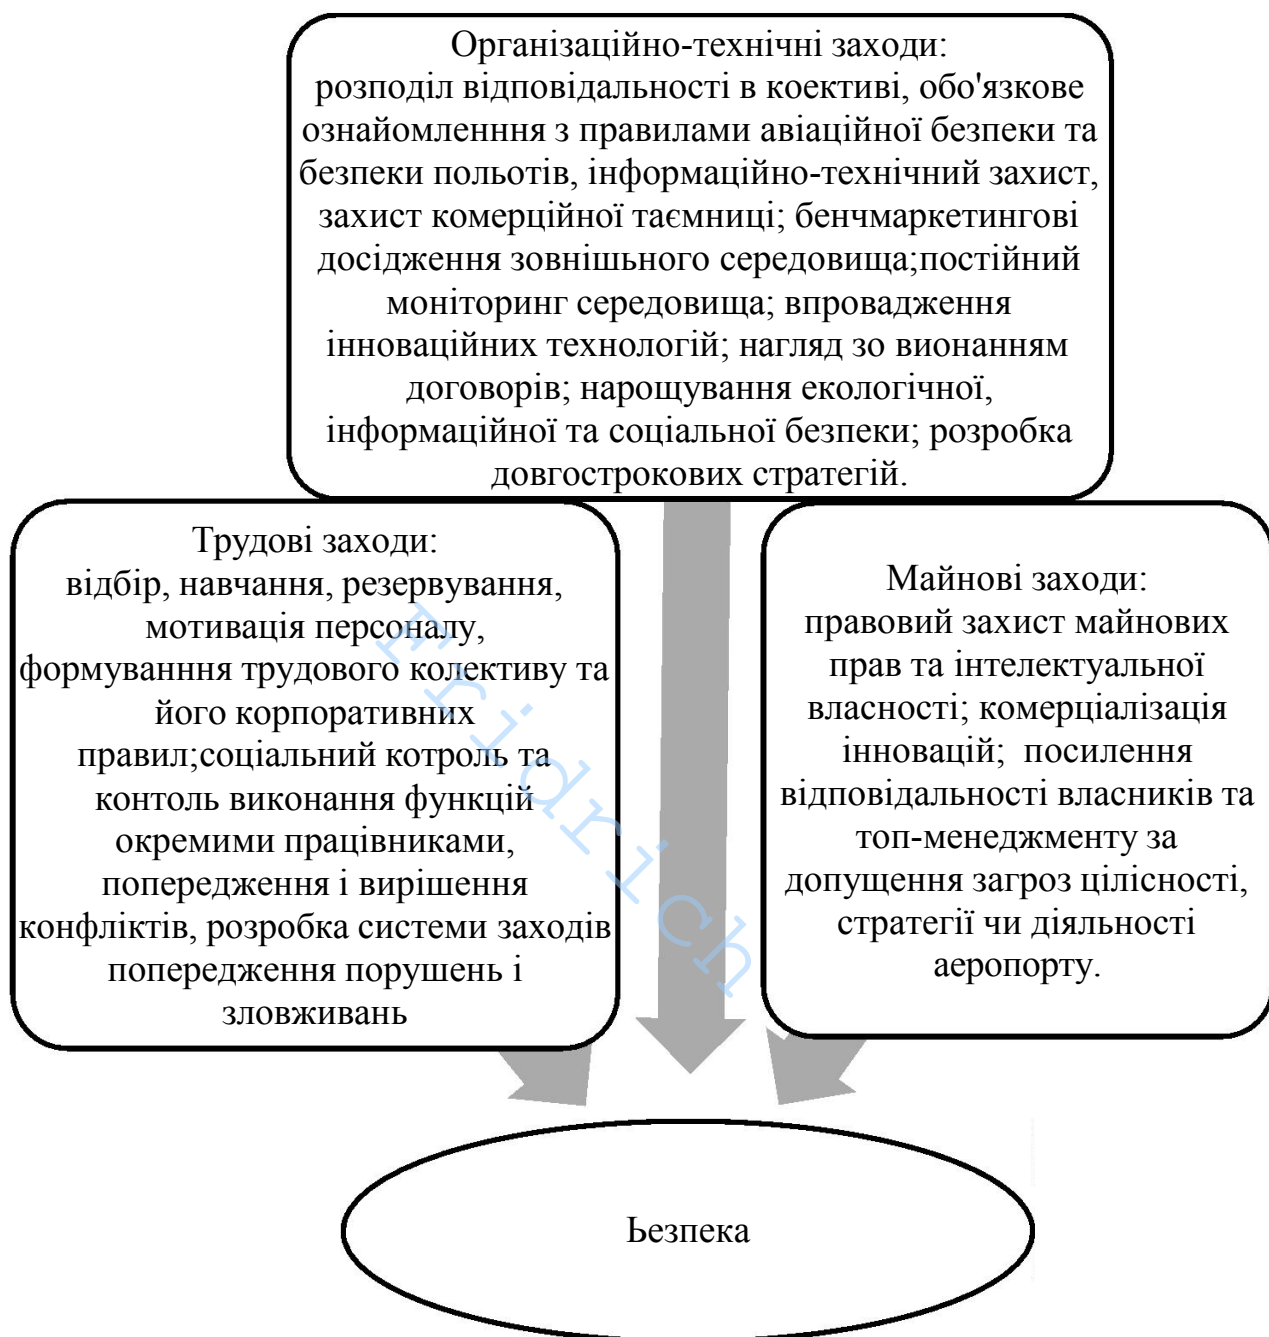 Організаційно-технічні заходи:
розподіл відповідальності в коективі, обо'язкове
ознайомленння з правилами авіаційної безпеки та
безпеки польотів, інформаційно-технічний захист,
захист комерційної таємниці; бенчмаркетингові
досідження зовнішьного середовища;постійний
моніторинг середовища; впровадження
інноваційних технологій; нагляд зо вионанням
договорів; нарощування екологічної,
інформаційної та соціальної безпеки; розробка
довгострокових стратегій.
Трудові заходи:
відбір, навчання, резервування,
мотивація персоналу,
формуванння трудового колективу та
його корпоративних
правил;соціальний котроль та
контоль виконання функцій
окремими працівниками,
попередження і вирішення
конфліктів, розробка системи заходів
попередження порушень і
зловживань
Майнові заходи:
правовий захист майнових
прав та інтелектуальної
власності; комерціалізація
інновацій;  посилення
відповідальності власників та
топ-менеджменту за
допущення загроз цілісності,
стратегії чи діяльності
аеропорту.
Fridrich
Ьезпека